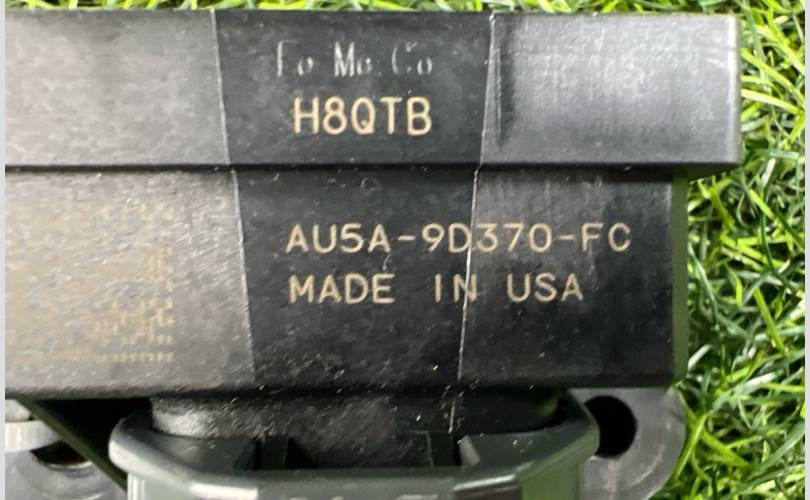 Fo Mo Co
H8QTB
AU5A-9D370-FC
MADE IN USA